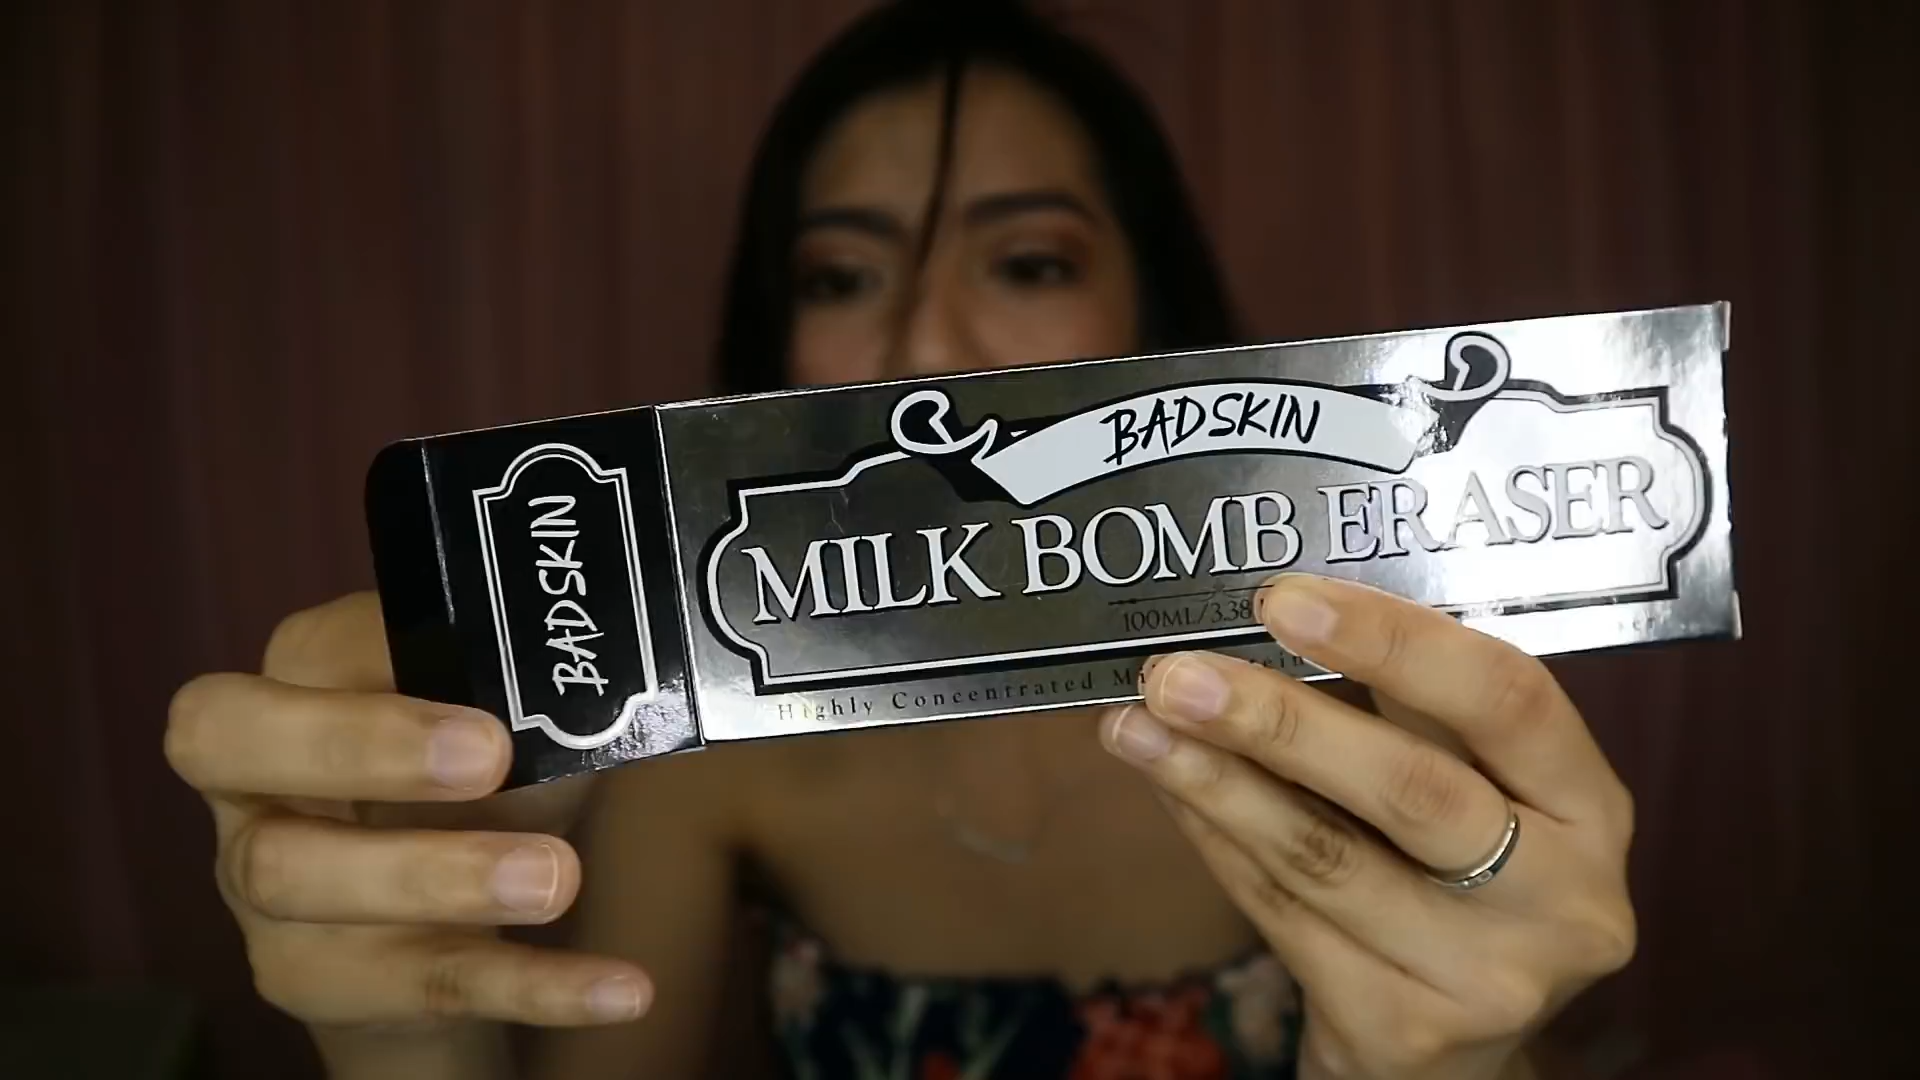 BADSKIN
BADSKIN
MILK BOMB ERASER
100ML/3.38
Highly Concentrated